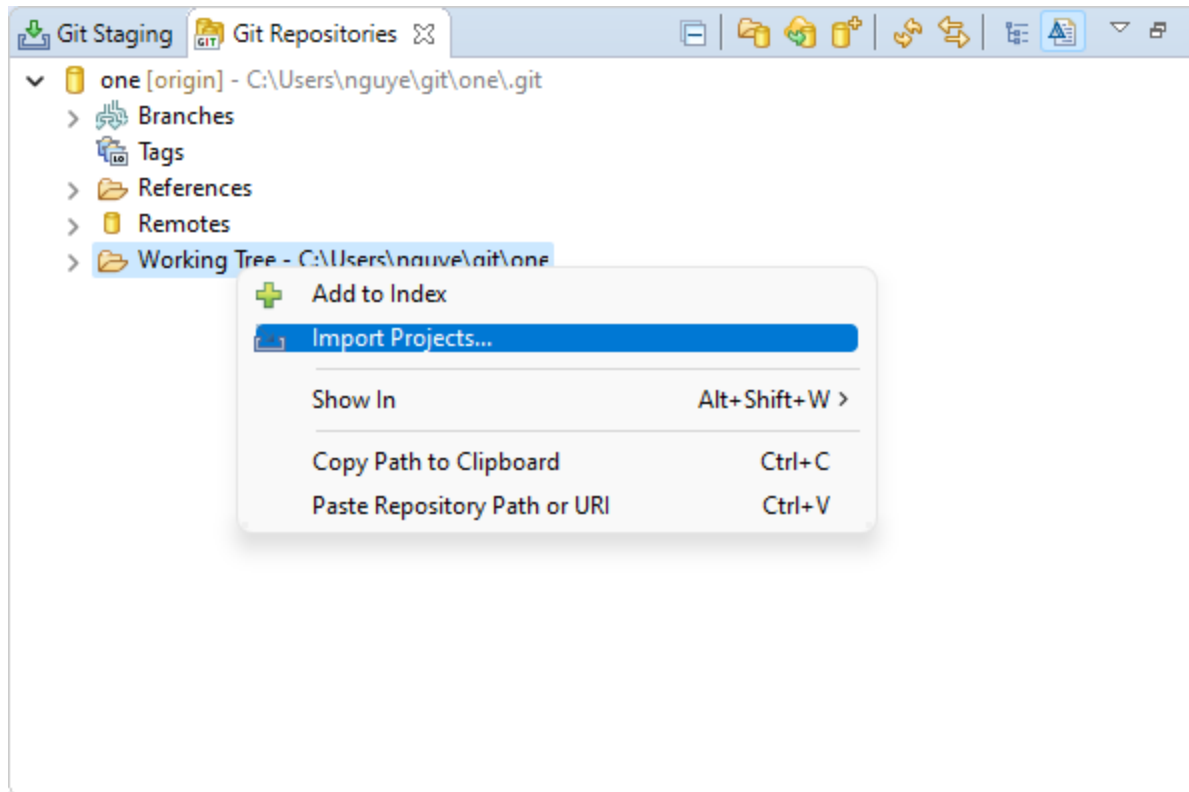 Git Staging Git Repositories
one [origin] - C:\Users\nguye\git\one\.git
Branches
Tags
References
Remotes
Working Tree - C:\Users\nguye\git\one
Add to Index
Import Projects...
Show In Alt+Shift+W
Copy Path to Clipboard Ctrl+C
Paste Repository Path or URI Ctrl+V